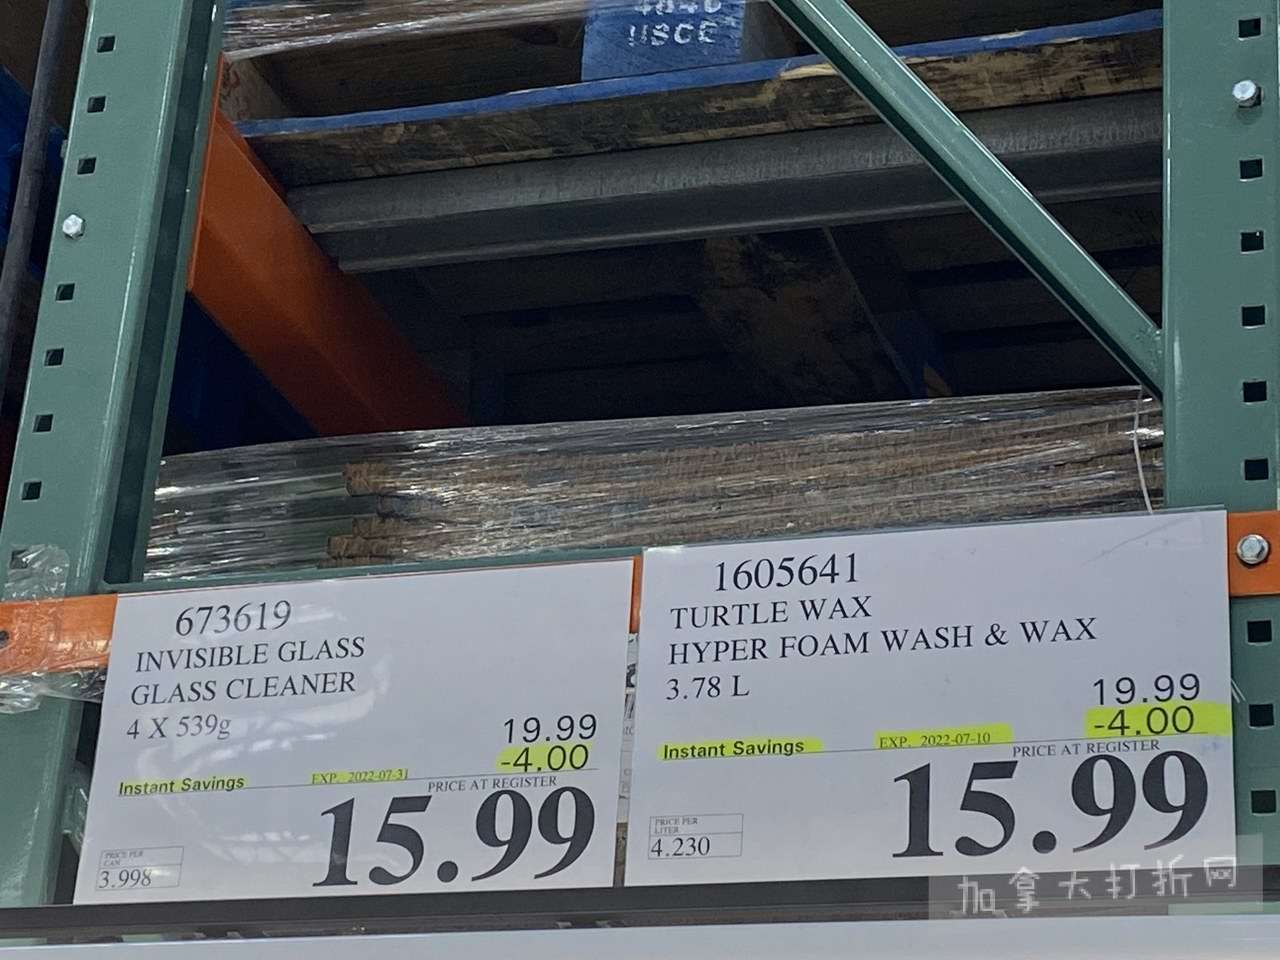 USCE
673619
INVISIBLE GLASS
GLASS CLEANER
4 X 539g
19.99
-4.00
Instant Savings
EXP. 2022-07-31
PRICE AT REGISTER
15.99
PRICE PER
CAN
3.998
1605641
TURTLE WAX
HYPER FOAM WASH & WAX
3.78 L
19.99
-4.00
Instant Savings
EXP. 2022-07-10
PRICE AT REGISTER
15.99
PRICE PER
LITER
4.230
加拿大打折网